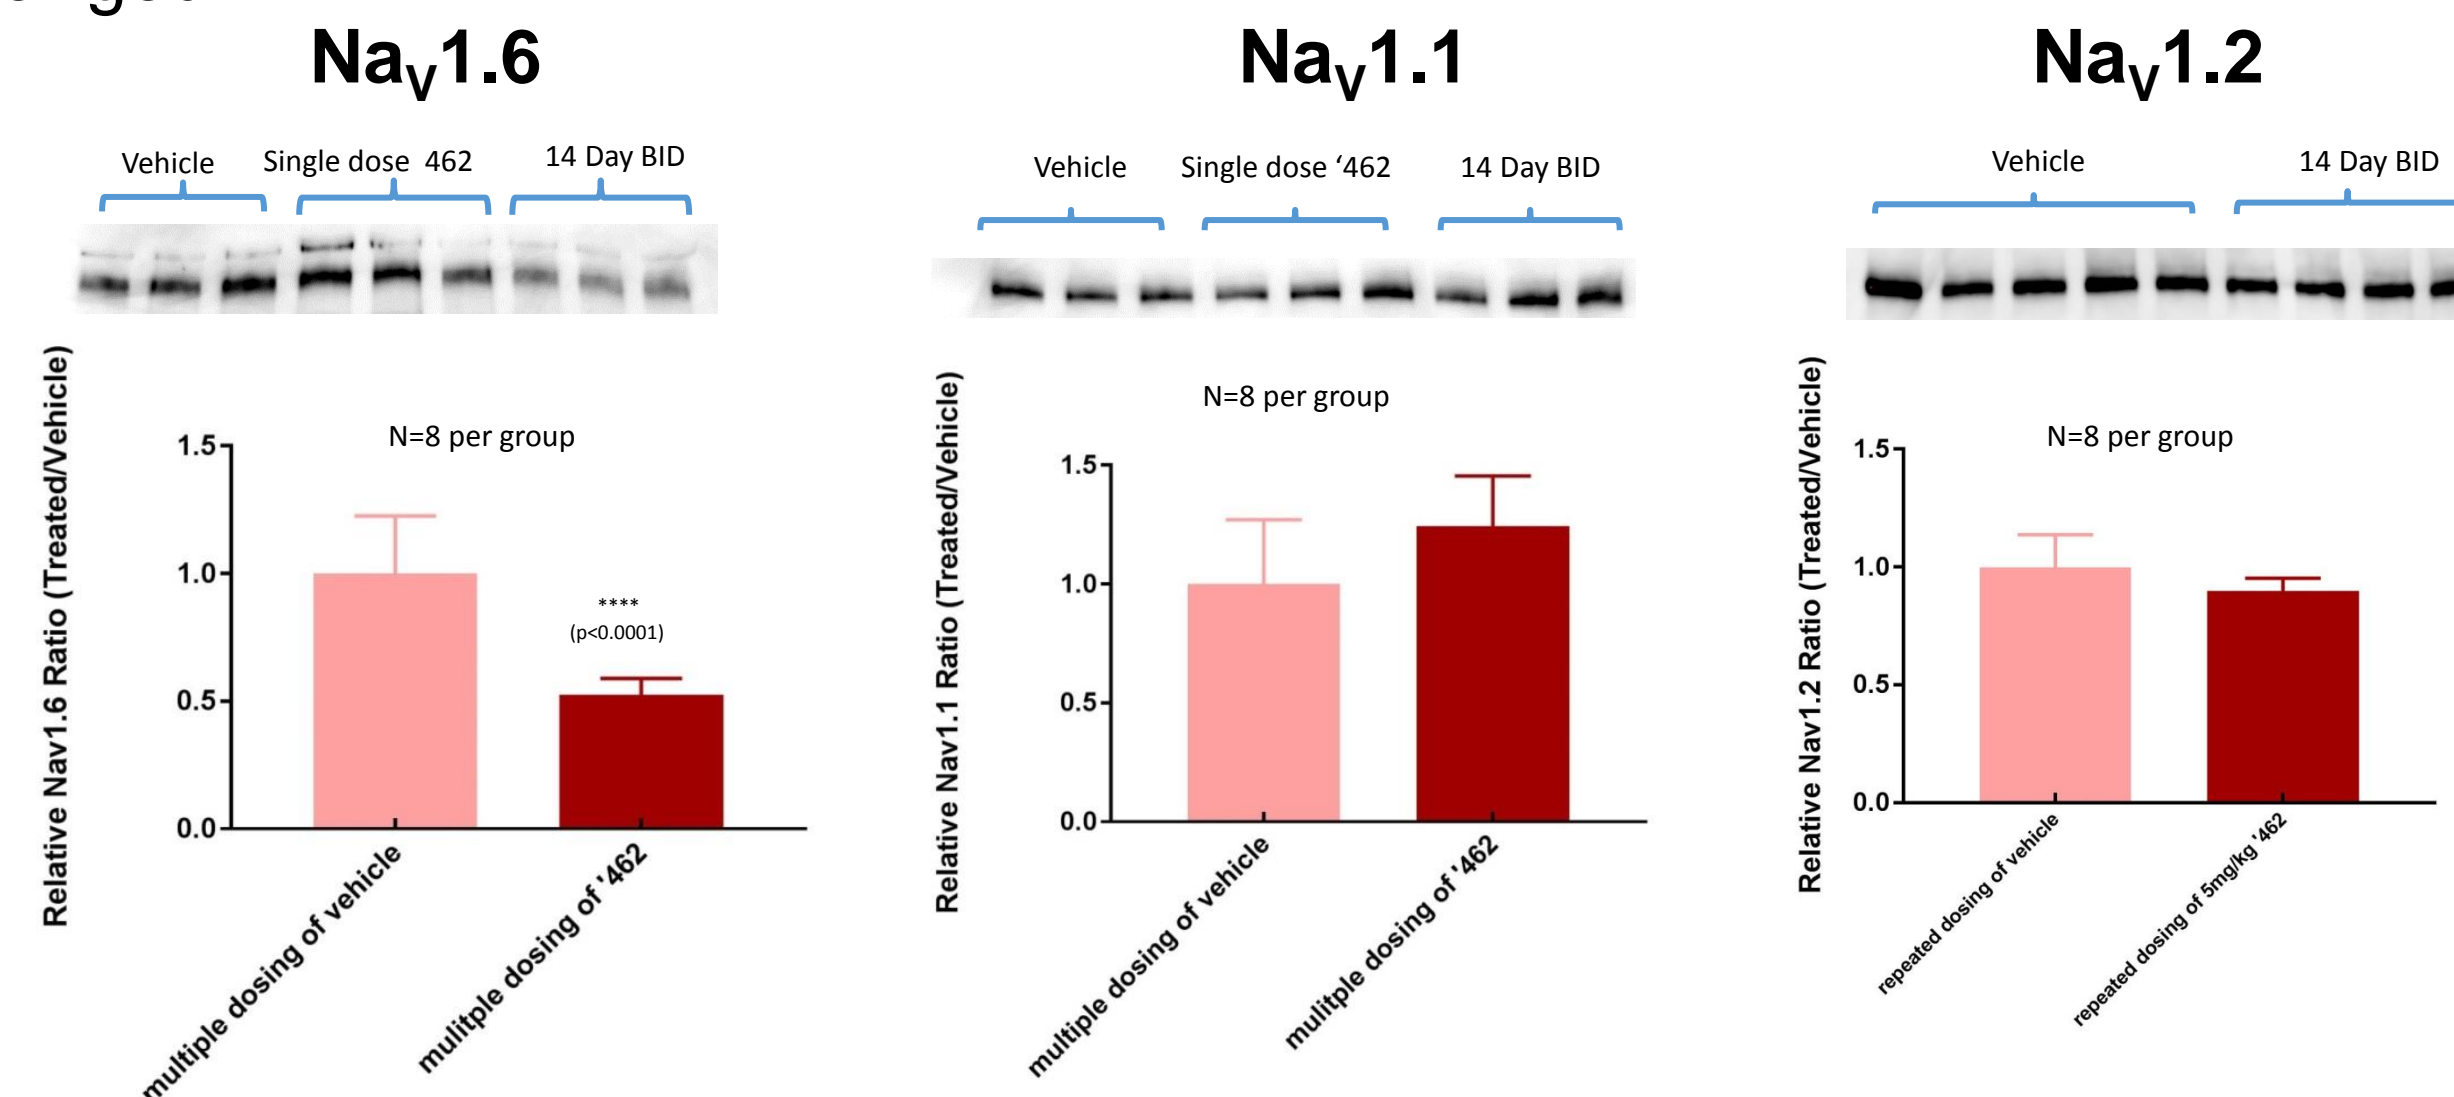 NaV1.6
Vehicle
Single dose 462
14 Day BID
Relative Nav1.6 Ratio (Treated/Vehicle)
N=8 per group
1.5
1.0
0.5
0.0
****
(p<0.0001)
multiple dosing of vehicle
mulitple dosing of '462
NaV1.1
Vehicle
Single dose ‘462
14 Day BID
Relative Nav1.1 Ratio (Treated/Vehicle)
N=8 per group
1.5
1.0
0.5
0.0
multiple dosing of vehicle
mulitple dosing of '462
NaV1.2
Vehicle
14 Day BID
Relative Nav1.2 Ratio (Treated/Vehicle)
N=8 per group
1.5
1.0
0.5
0.0
repeated dosing of vehicle
repeated dosing of 5mg/kg '462